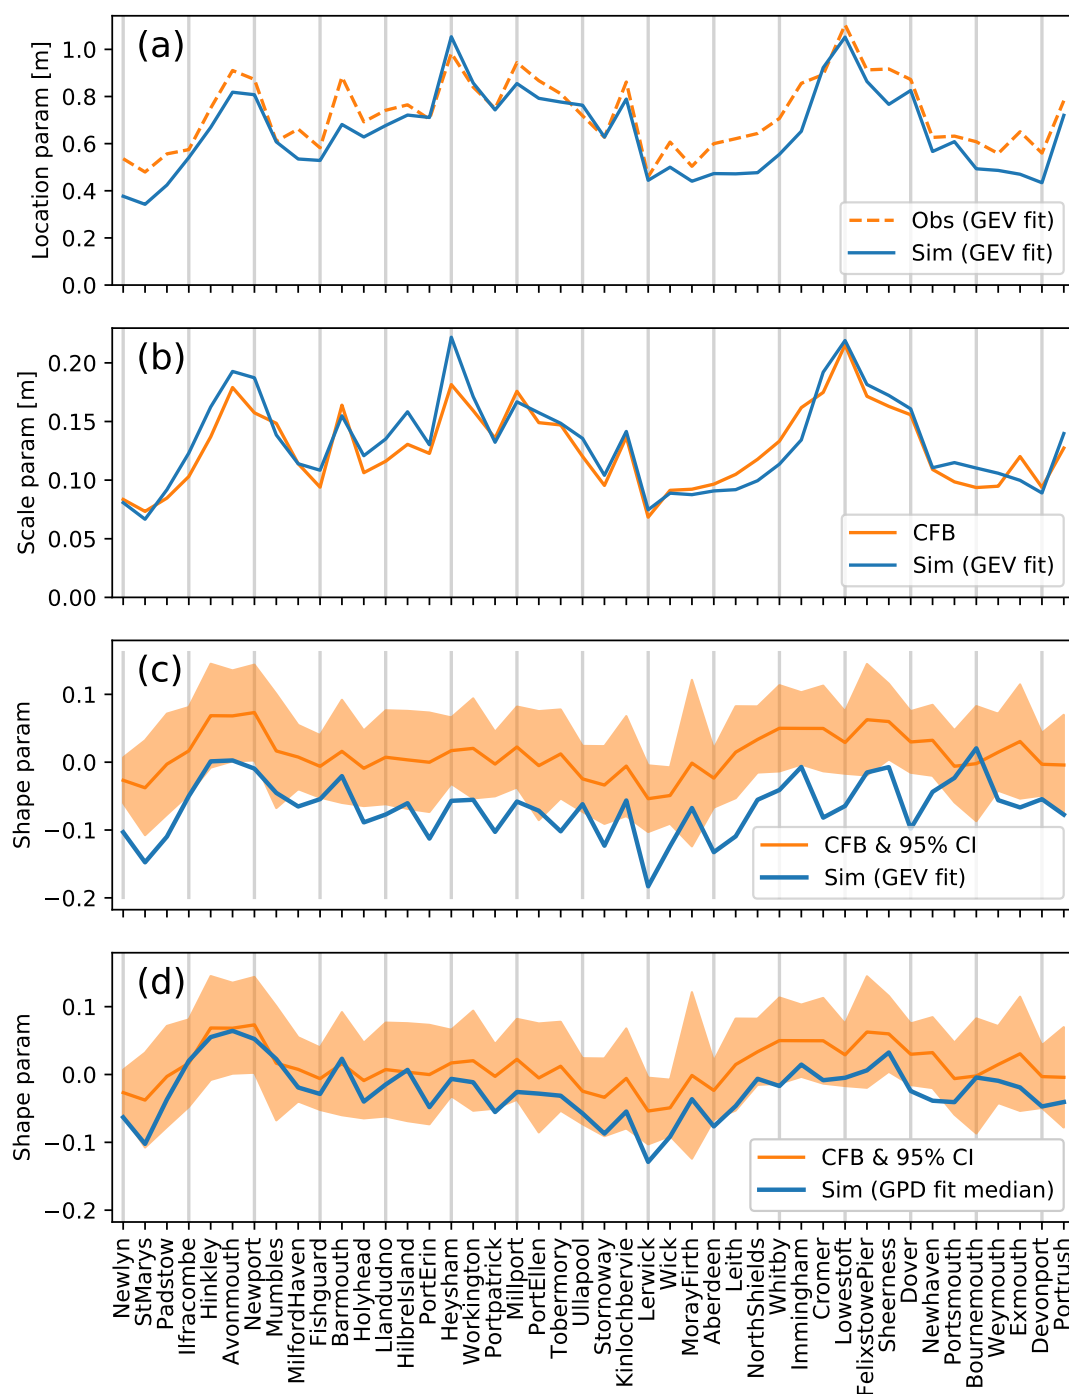 (a)
Location param [m]
1.0
0.8
0.6
0.4
0.2
0.0
Obs (GEV fit)
Sim (GEV fit)
(b)
Scale param [m]
0.20
0.15
0.10
0.05
0.00
CFB
Sim (GEV fit)
(c)
Shape param
0.1
0.0
−0.1
−0.2
CFB & 95% CI
Sim (GEV fit)
(d)
Shape param
0.1
0.0
−0.1
−0.2
CFB & 95% CI
Sim (GPD fit median)
Newlyn
StMarys
Padstow
Ilfracombe
Hinkley
Avonmouth
Newport
Mumbles
MilfordHaven
Fishguard
Barmouth
Holyhead
Llandudno
HilbreIsland
PortErin
Heysham
Workington
Portpatrick
Millport
PortEllen
Tobermory
Ullapool
Stornoway
Kinlochbervie
Lerwick
Wick
MorayFirth
Aberdeen
Leith
NorthShields
Whitby
Immingham
Cromer
Lowestoft
FelixstowePier
Sheerness
Dover
Newhaven
Portsmouth
Bournemouth
Weymouth
Exmouth
Devonport
Portrush